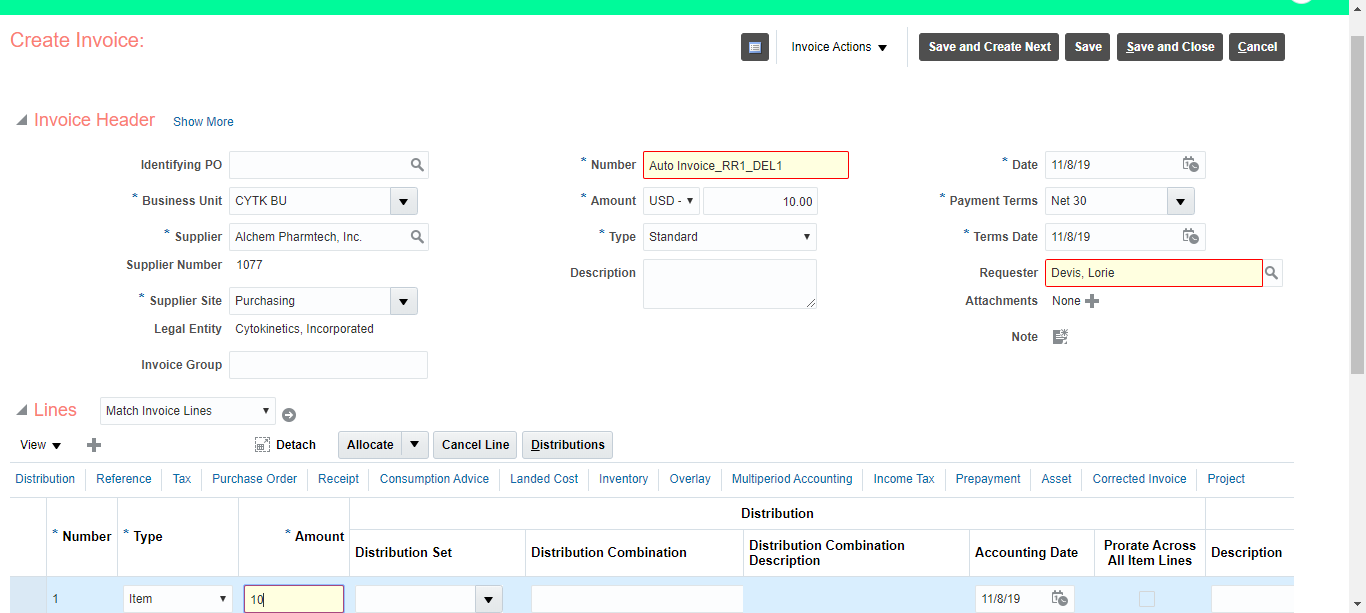 Create Invoice:
Invoice Actions
Save and Create Next
Save
Save and Close
Cancel
Invoice Header
Show More
Identifying PO
* Number Auto Invoice_RR1_DEL1
* Date 11/8/19
* Business Unit CYTK BU
* Amount USD - 10.00
* Payment Terms Net 30
* Supplier Alchem Pharmtech, Inc.
* Type Standard
* Terms Date 11/8/19
Supplier Number 1077
Description
Requester Devis, Lorie
* Supplier Site Purchasing
Attachments None
Legal Entity Cytokinetics, Incorporated
Note
Invoice Group
Lines
Match Invoice Lines
View
Detach
Allocate
Cancel Line
Distributions
Distribution
Reference
Tax
Purchase Order
Receipt
Consumption Advice
Landed Cost
Inventory
Overlay
Multiperiod Accounting
Income Tax
Prepayment
Asset
Corrected Invoice
Project
* Number
* Type
* Amount
Distribution
Distribution Set
Distribution Combination
Distribution Combination
Description
Accounting Date
Prorate Across
All Item Lines
Description
1
Item
10
11/8/19